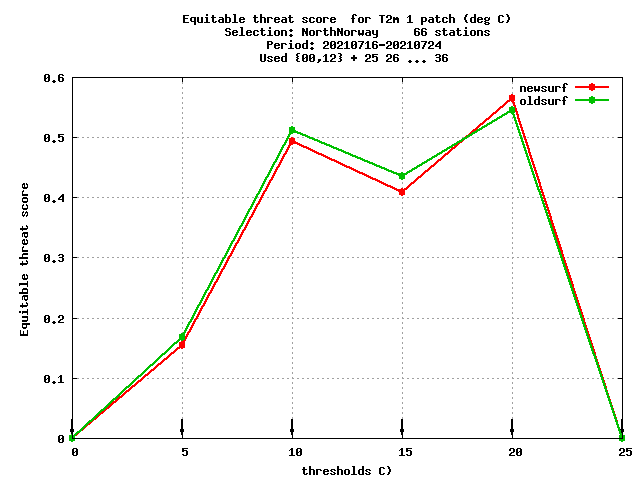 Equitable threat score  for T2m 1 patch (deg C)
Selection: NorthNorway     66 stations
Period: 20210716-20210724
Used {00,12} + 25 26 ... 36
newsurf
oldsurf
Equitable threat score
0.6
0.5
0.4
0.3
0.2
0.1
0
0 5 10 15 20 25
thresholds C)